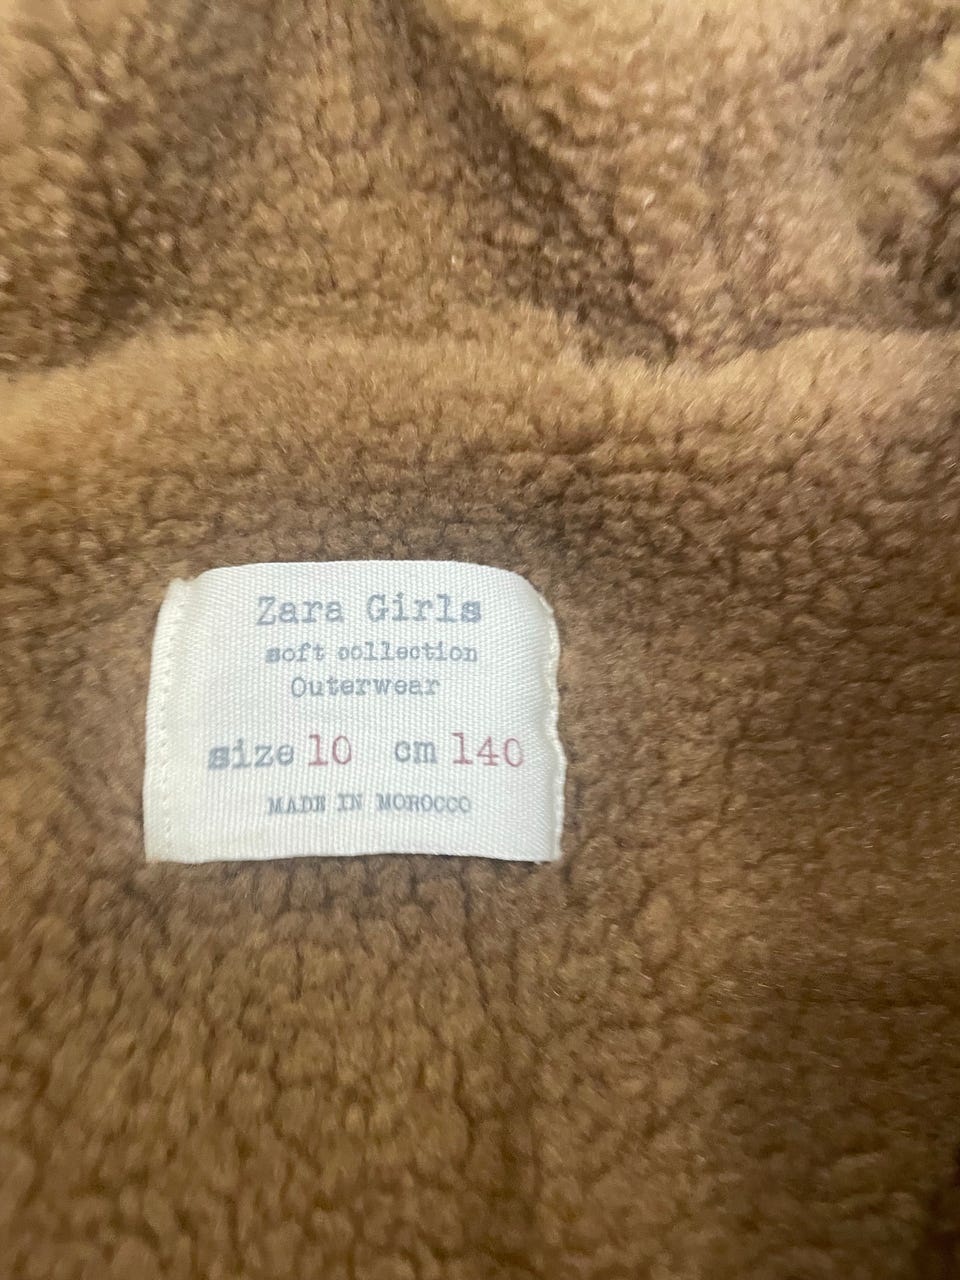 Zara Girls
soft collection
Outerwear
size 10 cm 140
MADE IN MOROCCO